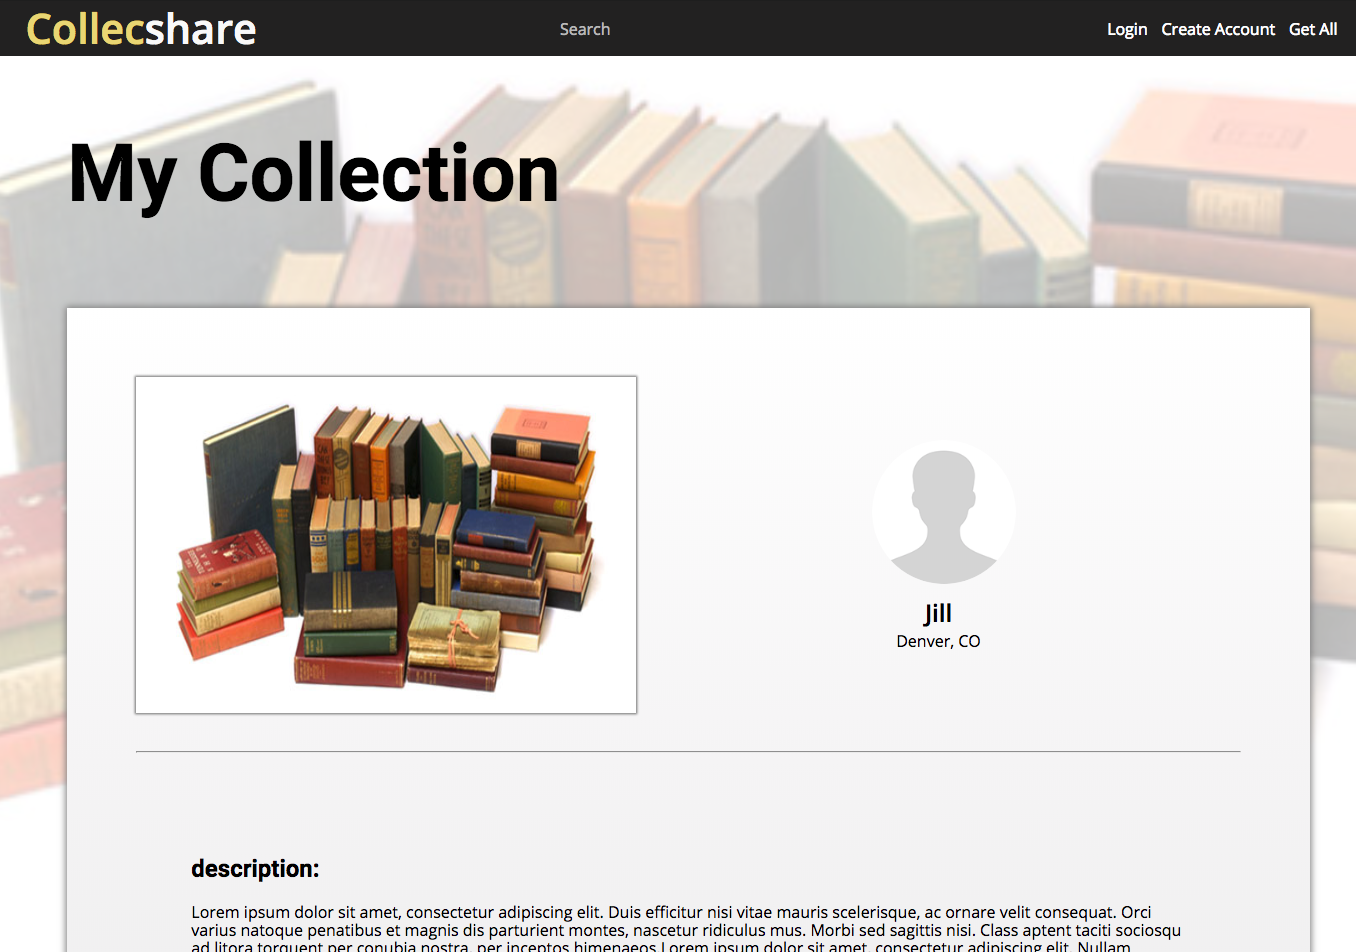 Collecshare
Search
Login Create Account Get All
My Collection
Jill
Denver, CO
description:
Lorem ipsum dolor sit amet, consectetur adipiscing elit. Duis efficitur nisi vitae mauris scelerisque, ac ornare velit consequat. Orci
varius natoque penatibus et magnis dis parturient montes, nascetur ridiculus mus. Morbi sed sagittis nisi. Class aptent taciti sociosqu
ad litora torquent per conubia nostra, per inceptos himenaeos.Lorem ipsum dolor sit amet, consectetur adipiscing elit. Nullam